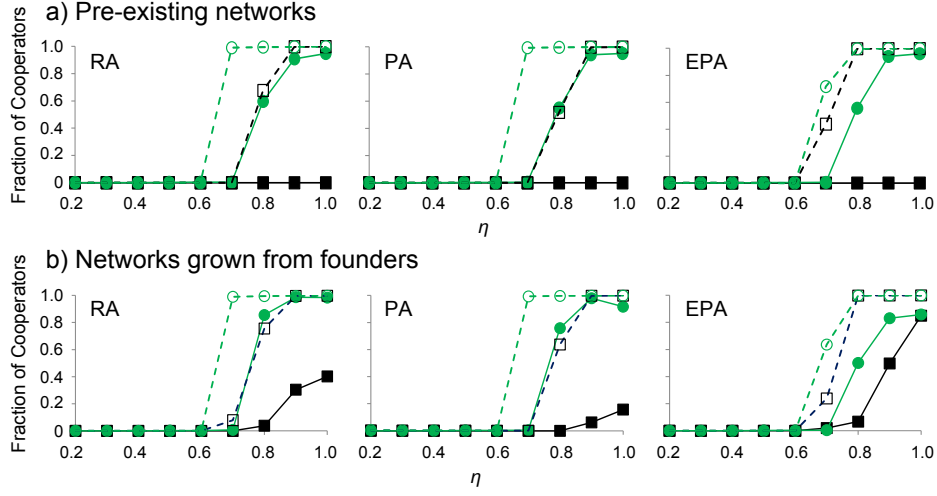 a) Pre-existing networks
Fraction of Cooperators
1.0
0.8
0.6
0.4
0.2
0
RA
PA
EPA
0.2 0.4 0.6 0.8 1.0
0.2 0.4 0.6 0.8 1.0
0.2 0.4 0.6 0.8 1.0
η
b) Networks grown from founders
Fraction of Cooperators
1.0
0.8
0.6
0.4
0.2
0
RA
PA
EPA
0.2 0.4 0.6 0.8 1.0
0.2 0.4 0.6 0.8 1.0
0.2 0.4 0.6 0.8 1.0
η